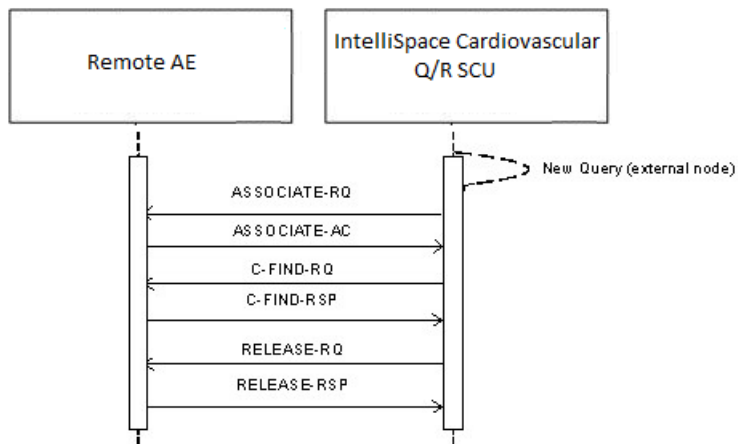 Remote AE
IntelliSpace Cardiovascular
Q/R SCU
New Query (external node)
ASSOCIATE-RQ
ASSOCIATE-AC
C-FIND-RQ
C-FIND-RSP
RELEASE-RQ
RELEASE-RSP